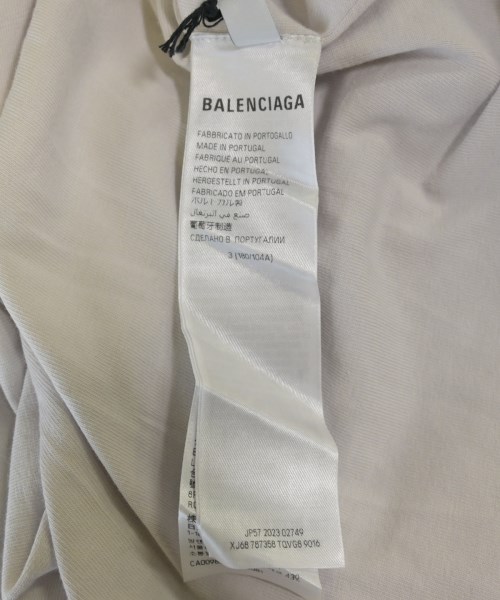 BALENCIAGA
FABBRICATO IN PORTOGALLO
MADE IN PORTUGAL
FABRIQUÉ AU PORTUGAL
HECHO EN PORTUGAL
HERGESTELLT IN PORTUGAL
FABRICADO EM PORTUGAL
ポルトガル製
صنع في البرتغال
葡萄牙制造
СДЕЛАНО В ПОРТУГАЛИИ
3 (180/104A)
JP57 2023 02749
XJ68 787358 TQVG8 9016